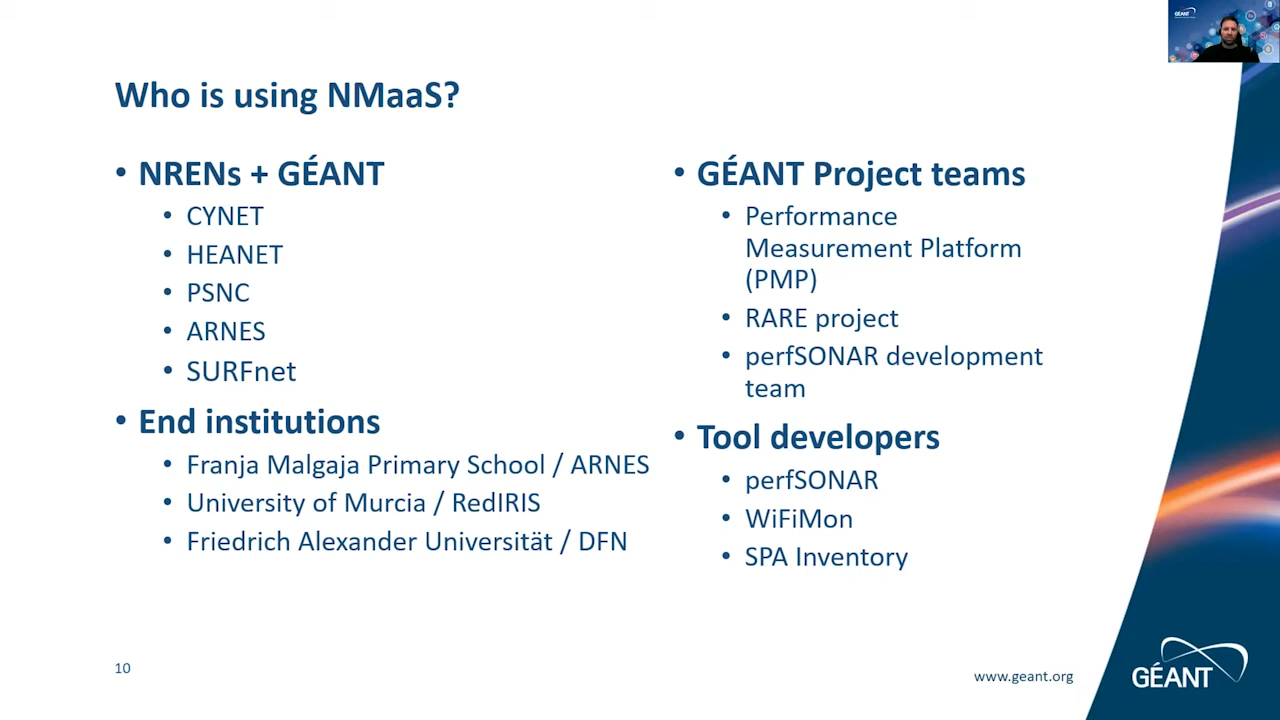 Who is using NMaaS?
• NRENs + GÉANT
• CYNET
• HEANET
• PSNC
• ARNES
• SURFnet
• End institutions
• Franja Malgaja Primary School / ARNES
• University of Murcia / RedIRIS
• Friedrich Alexander Universität / DFN
• GÉANT Project teams
• Performance
Measurement Platform
(PMP)
• RARE project
• perfSONAR development
team
• Tool developers
• perfSONAR
• WiFiMon
• SPA Inventory
10
www.geant.org
GÉANT
GÉANT